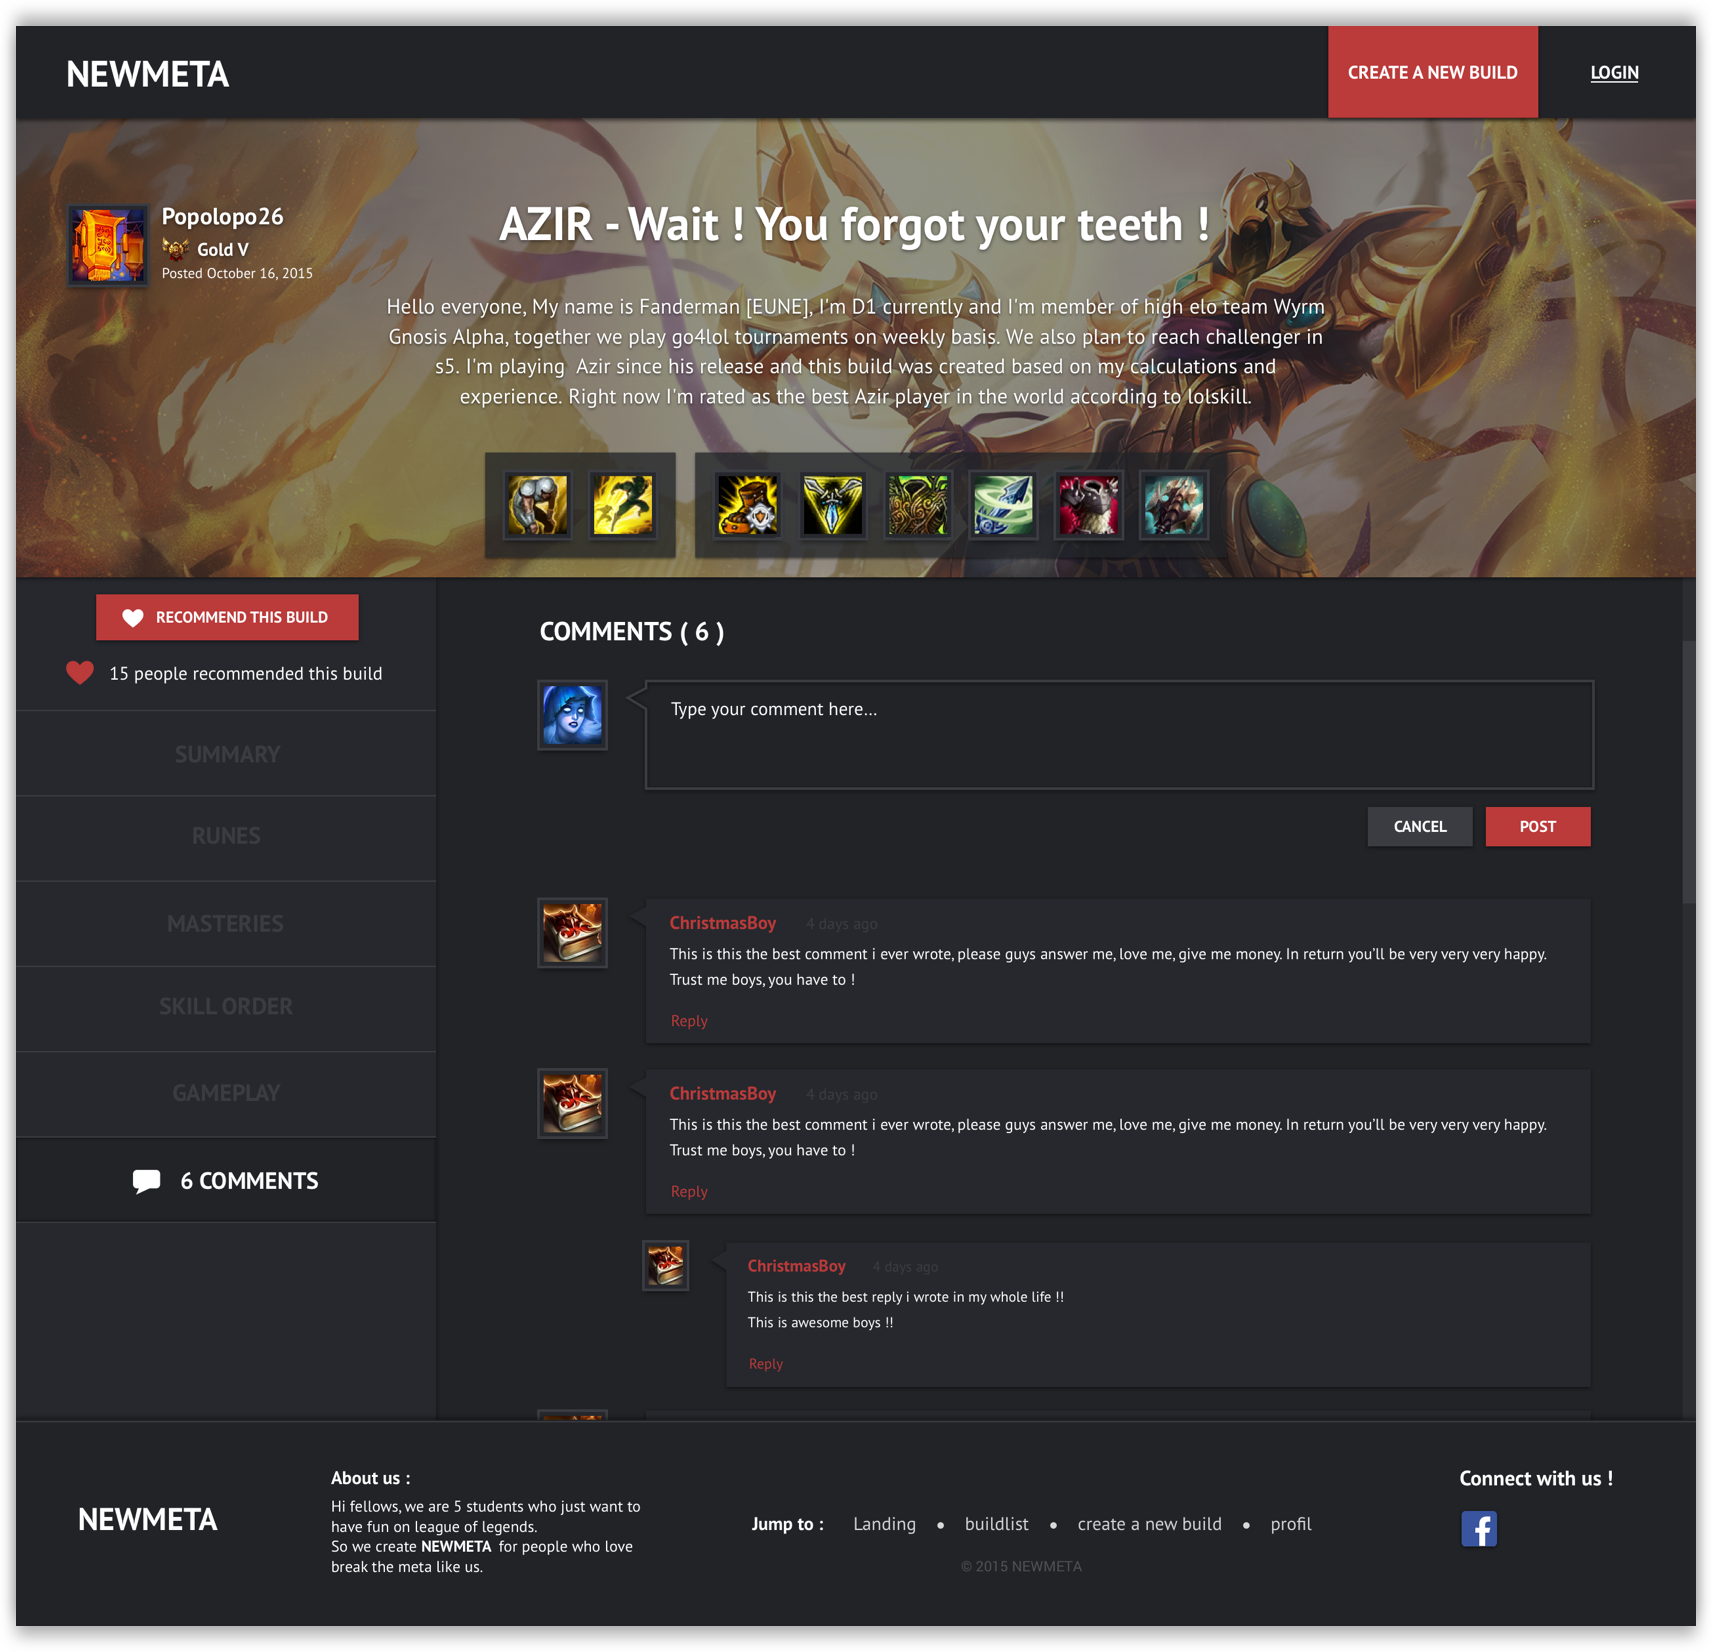 NEWMETA
CREATE A NEW BUILD
LOGIN
Popolopo26
Gold V
Posted October 16, 2015
AZIR - Wait ! You forgot your teeth !
Hello everyone, My name is Fanderman [EUNE], I'm D1 currently and I'm member of high elo team Wyrm
Gnosis Alpha, together we play go4lol tournaments on weekly basis. We also plan to reach challenger in
s5. I'm playing  Azir since his release and this build was created based on my calculations and
experience. Right now I'm rated as the best Azir player in the world according to lolskill.
RECOMMEND THIS BUILD
15 people recommended this build
SUMMARY
RUNES
MASTERIES
SKILL ORDER
GAMEPLAY
6 COMMENTS
COMMENTS ( 6 )
Type your comment here...
CANCEL
POST
ChristmasBoy 4 days ago
This is this the best comment i ever wrote, please guys answer me, love me, give me money. In return you'll be very very very happy.
Trust me boys, you have to !
Reply
ChristmasBoy 4 days ago
This is this the best comment i ever wrote, please guys answer me, love me, give me money. In return you'll be very very very happy.
Trust me boys, you have to !
Reply
ChristmasBoy 4 days ago
This is this the best reply i wrote in my whole life !!
This is awesome boys !!
Reply
NEWMETA
About us :
Hi fellows, we are 5 students who just want to
have fun on league of legends.
So we create NEWMETA  for people who love
break the meta like us.
Jump to : Landing • buildlist • create a new build • profil
© 2015 NEWMETA
Connect with us !
f